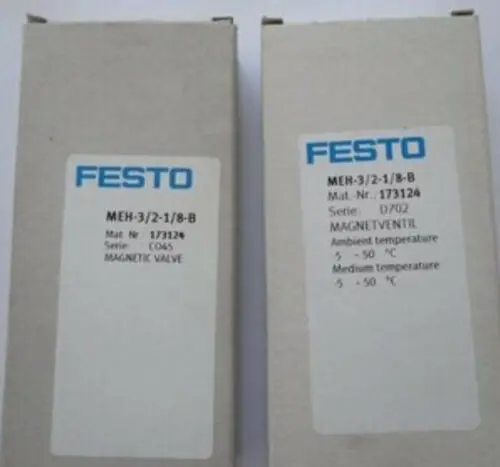 FESTO
MEH-3/2-1/8-B
Mat Nr 173124
Serie: C045
MAGNETIC VALVE
FESTO
MEH-3/2-1/8-B
Mat.-Nr.: 173124
Serie: D702
MAGNETVENTIL
Ambient temperature
-5 - 50 °C
Medium temperature
-5 - 50 °C